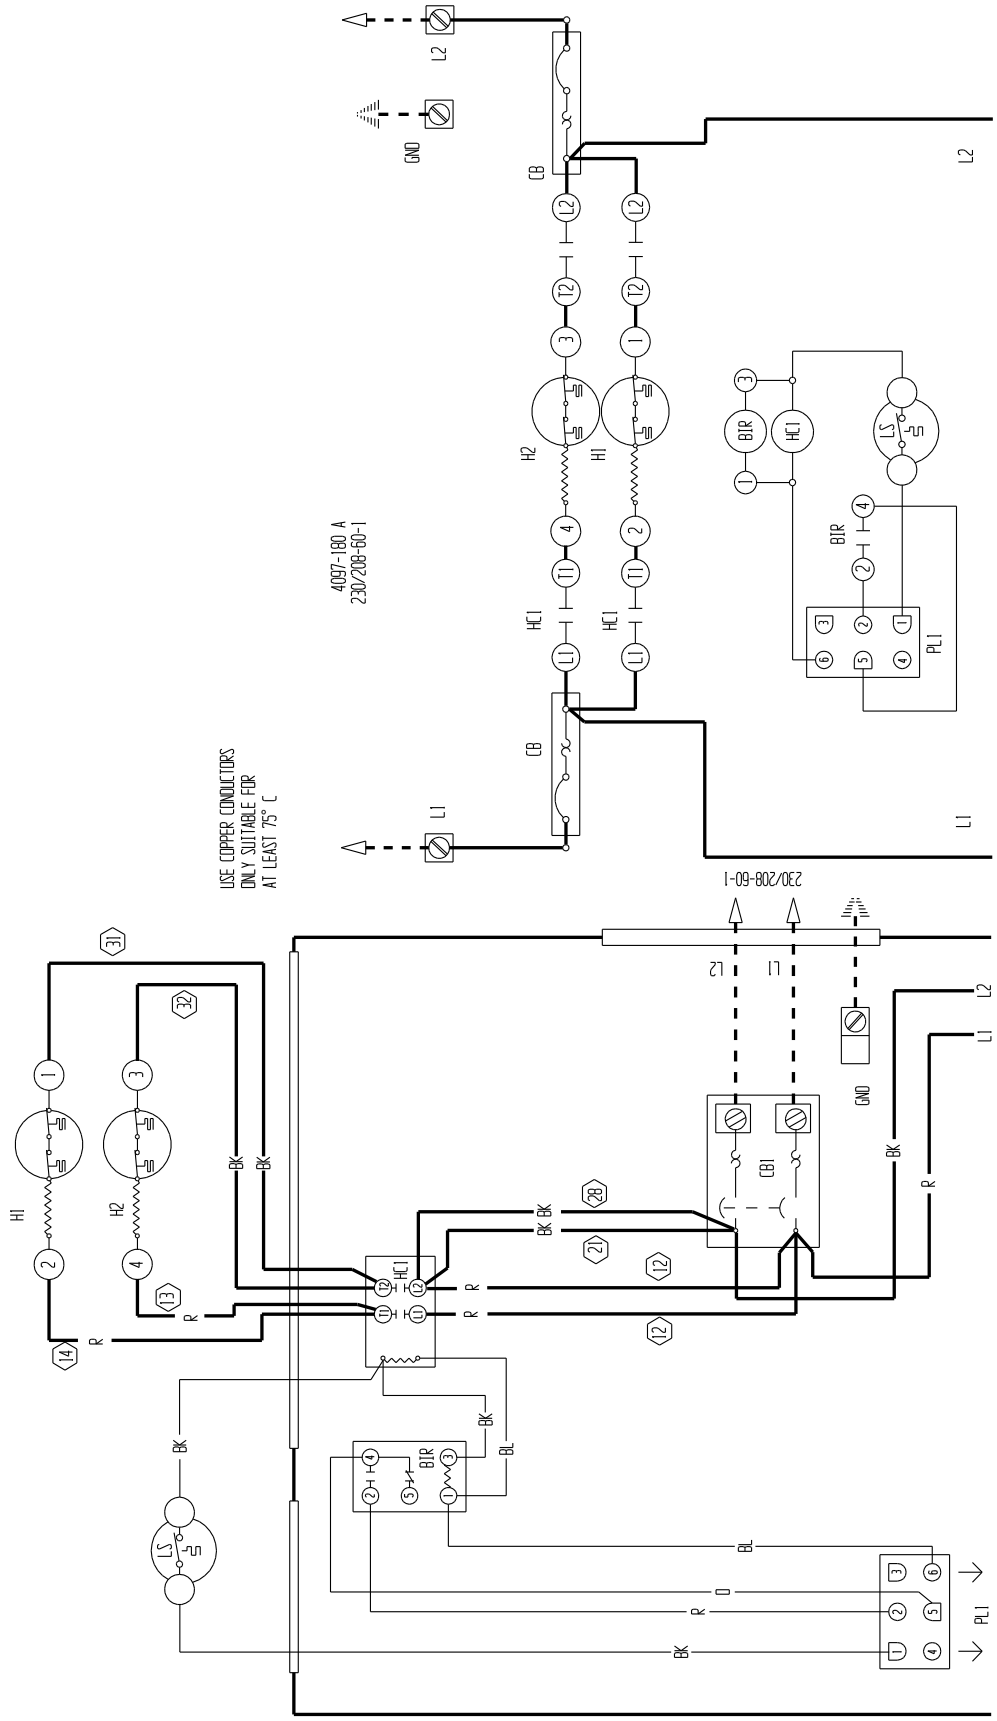 L2
GND
L2
CB
L2
L2
T2
T2
3
1
H2
H1
3
BIR
HC1
1
LS
4
BIR
2
4
2
T1
T1
HC1
HC1
L1
L1
3
2
1
6
5
4
PL1
4097-180 A
230/208-60-1
CB
L1
L1
USE COPPER CONDUCTORS
ONLY SUITABLE FOR
AT LEAST 75° C
230/208-60-1
L2
L1
L2
L1
GND
31
32
1
3
H1
H2
2
4
BK
BK
13
R
14
R
CB1
BK
R
28
BK
BK
21
12
R
R
12
HC1
T2
L2
T1
L1
BK
BK
BL
4
BIR
3
2
5
1
LS
BL
O
R
BK
3
6
2
5
1
4
PL1